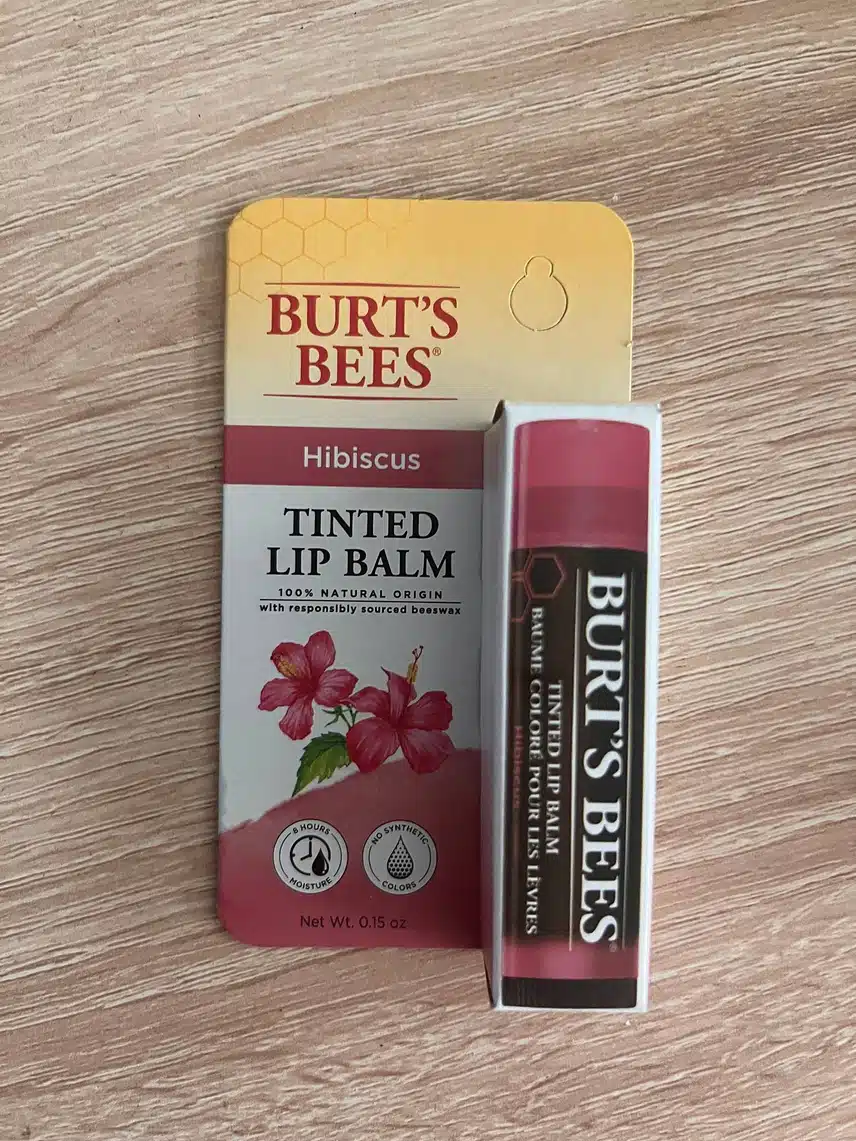 BURT'S
BEES®
Hibiscus
TINTED
LIP BALM
100% NATURAL ORIGIN
with responsibly sourced beeswax
8 HOURS
MOISTURE
NO SYNTHETIC
COLORS
Net Wt. 0.15 oz
BURT'S BEES®
TINTED LIP BALM
BAUME COLORÉ POUR LES LÈVRES
Hibiscus